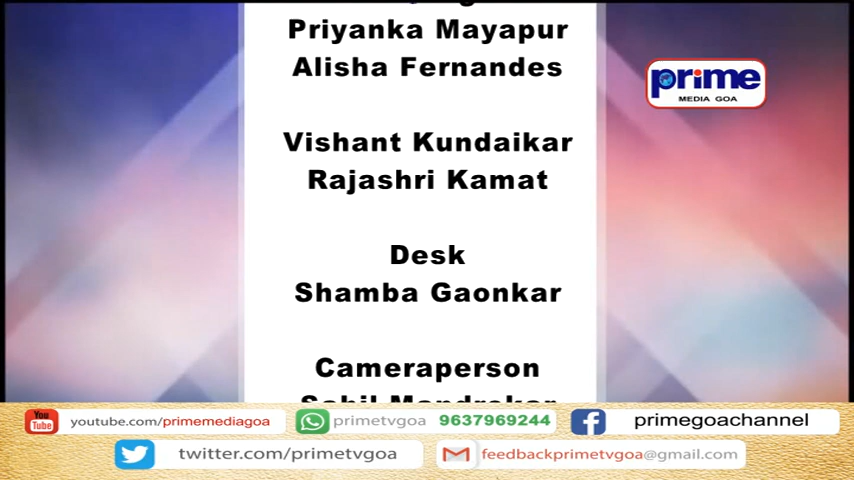 Priyanka Mayapur
Alisha Fernandes
prime
MEDIA GOA
Vishant Kundaikar
Rajashri Kamat
Desk
Shamba Gaonkar
Cameraperson
You
Tube
youtube.com/primemediagoa
primetvgoa 9637969244
primegoachannel
twitter.com/primetvgoa
feedbackprimetvgoa@gmail.com